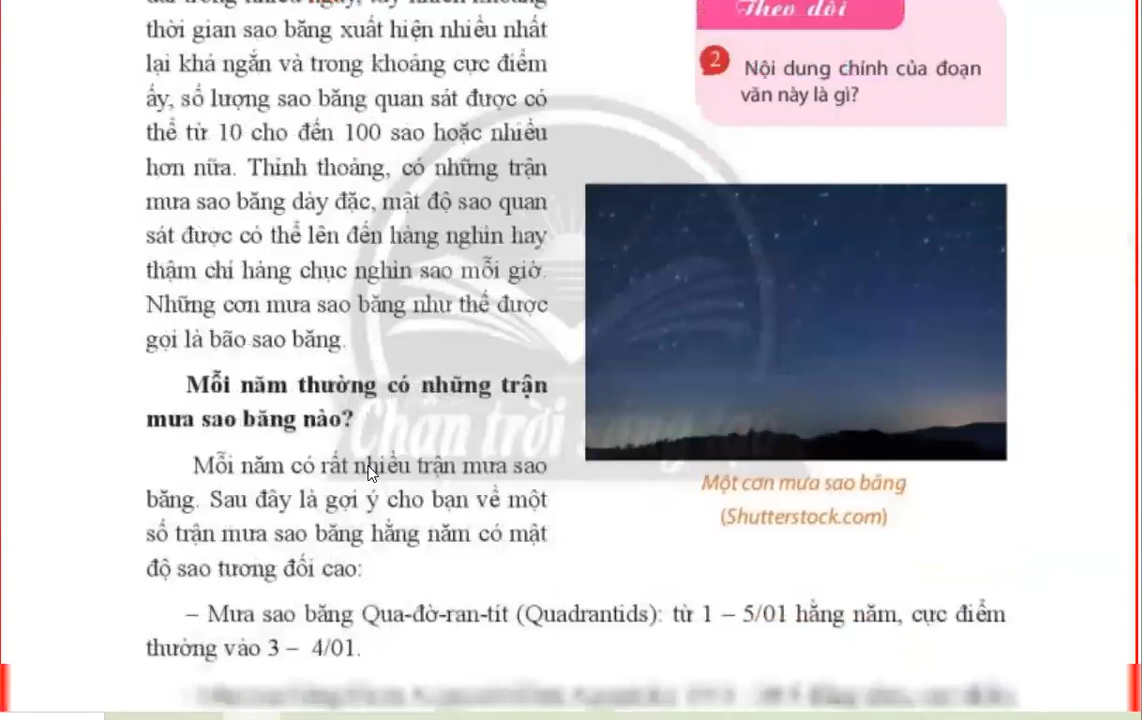 thời gian sao băng xuất hiện nhiều nhất
lại khá ngắn và trong khoảng cực điểm
ấy, số lượng sao băng quan sát được có
thể từ 10 cho đến 100 sao hoặc nhiều
hơn nữa. Thỉnh thoảng, có những trận
mưa sao băng dày đặc, mật độ sao quan
sát được có thể lên đến hàng nghìn hay
thậm chí hàng chục nghìn sao mỗi giờ.
Những cơn mưa sao băng như thế được
gọi là bão sao băng.
Mỗi năm thường có những trận
mưa sao băng nào?
Mỗi năm có rất nhiều trận mưa sao
băng. Sau đây là gợi ý cho bạn về một
số trận mưa sao băng hằng năm có mật
độ sao tương đối cao:
Theo dõi
2 Nội dung chính của đoạn
văn này là gì?
Một cơn mưa sao băng
(Shutterstock.com)
– Mưa sao băng Qua-đờ-ran-tít (Quadrantids): từ 1 – 5/01 hằng năm, cực điểm
thường vào 3 – 4/01.
Chân trời sáng tạo